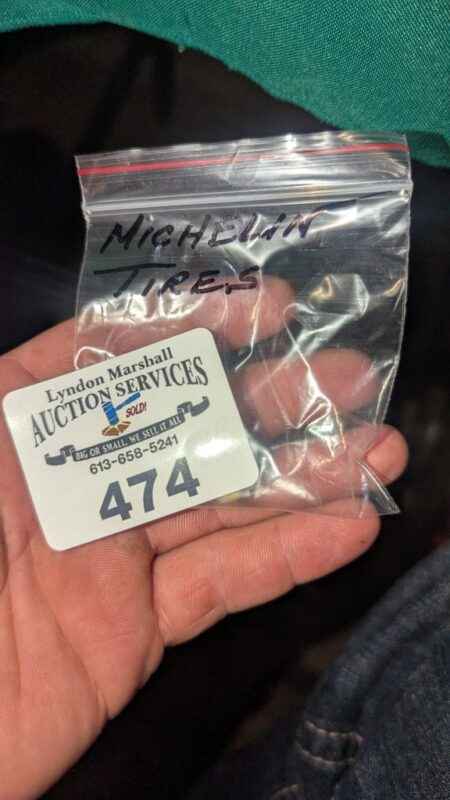 MICHELIN
TIRES
Lyndon Marshall
AUCTION SERVICES
SOLD!
BIG OR SMALL, WE SELL IT ALL
613-658-5241
474